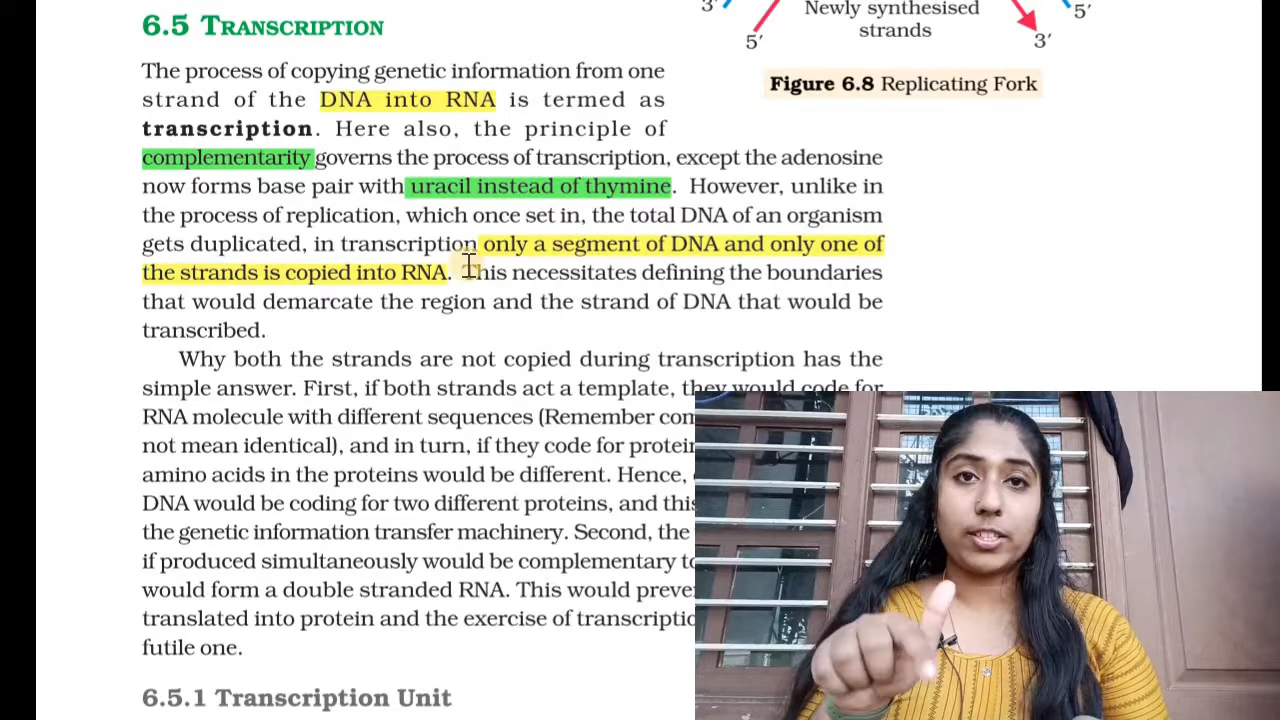 6.5 TRANSCRIPTION
The process of copying genetic information from one
strand of the DNA into RNA is termed as
transcription. Here also, the principle of
complementarity governs the process of transcription, except the adenosine
now forms base pair with uracil instead of thymine. However, unlike in
the process of replication, which once set in, the total DNA of an organism
gets duplicated, in transcription only a segment of DNA and only one of
the strands is copied into RNA. This necessitates defining the boundaries
that would demarcate the region and the strand of DNA that would be
transcribed.
Why both the strands are not copied during transcription has the
simple answer. First, if both strands act a template, they would code for
RNA molecule with different sequences (Remember
not mean identical), and in turn, if they code for
amino acids in the proteins would be different. Hence,
DNA would be coding for two different proteins, and
the genetic information transfer machinery. Second, the
if produced simultaneously would be complementary
would form a double stranded RNA. This would
translated into protein and the exercise of
futile one.
6.5.1 Transcription Unit
3′
5′
Newly synthesised
strands
5′
3′
Figure 6.8 Replicating Fork